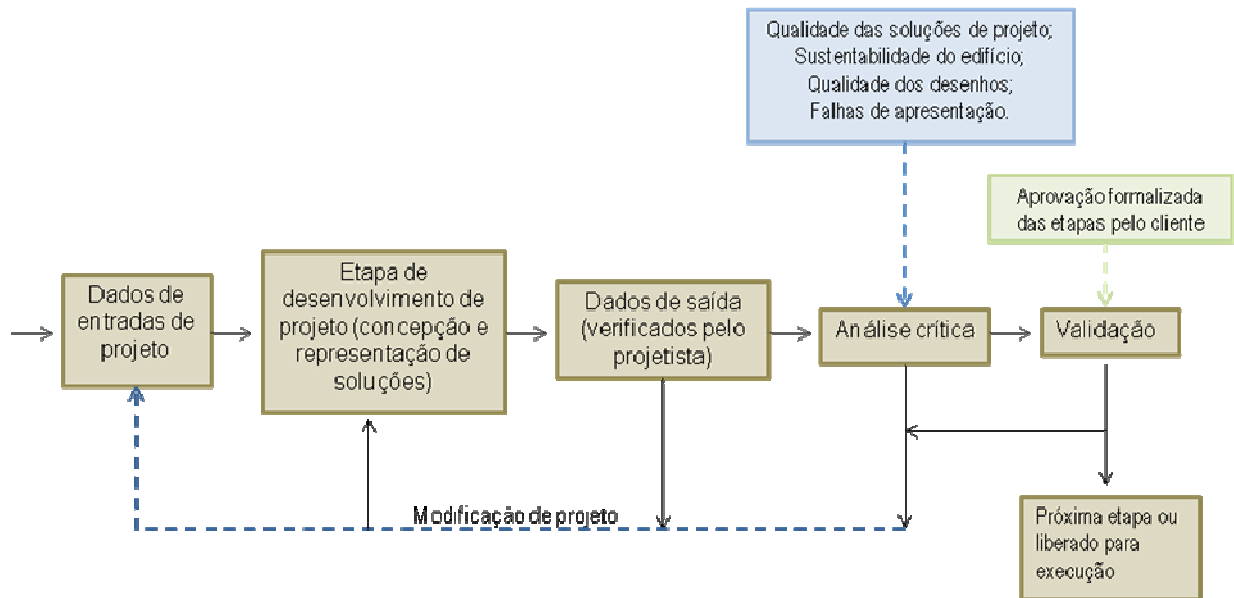 Qualidade das soluções de projeto;
Sustentabilidade do edifício;
Qualidade dos desenhos;
Falhas de apresentação.
Aprovação formalizada
das etapas pelo cliente
Dados de
entradas de
projeto
Etapa de
desenvolvimento de
projeto (concepção e
representação de
soluções)
Dados de saída
(verificados pelo
projetista)
Análise crítica
Validação
Modificação de projeto
Próxima etapa ou
liberado para
execução